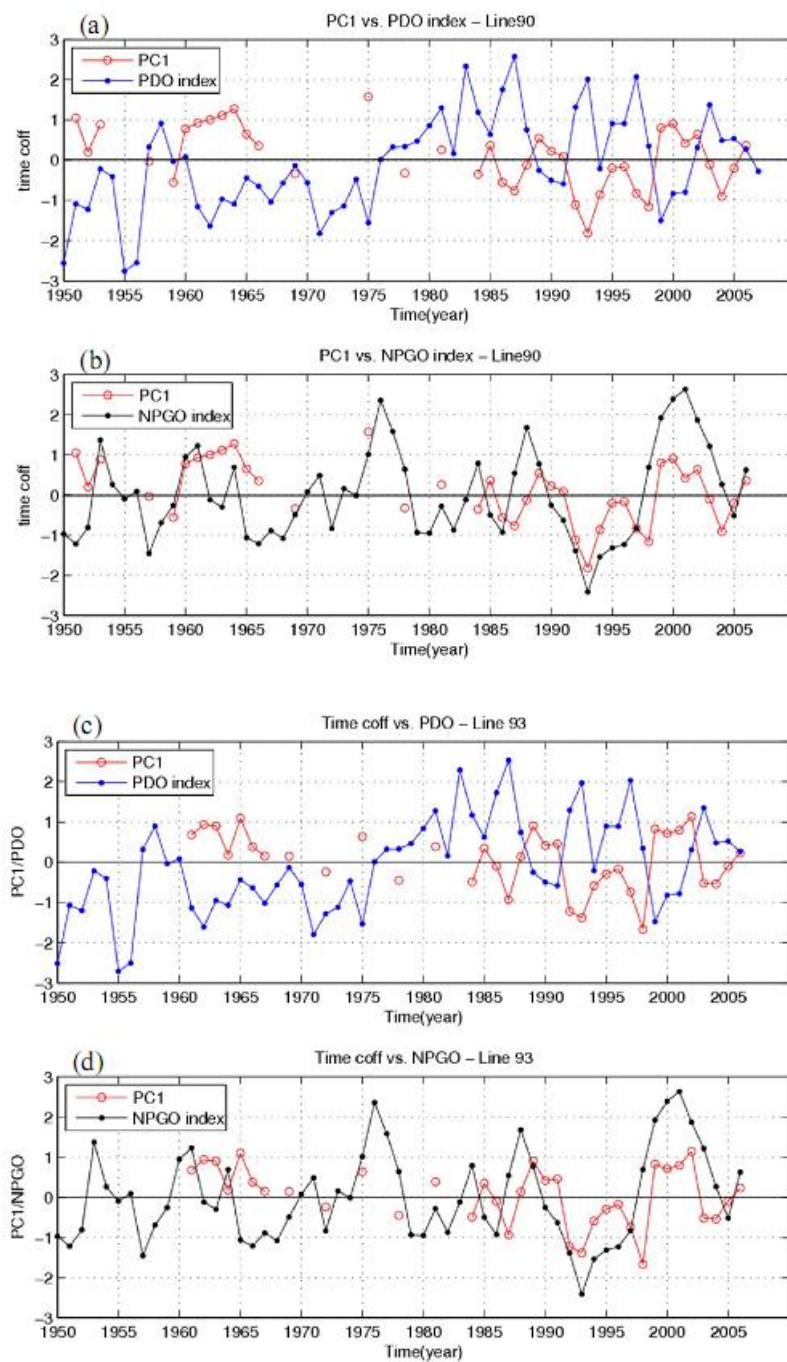 (a)
PC1 vs. PDO index – Line90
PC1
PDO index
time coff
3
2
1
0
−1
−2
−3
1950 1955 1960 1965 1970 1975 1980 1985 1990 1995 2000 2005
Time(year)
(b)
PC1 vs. NPGO index – Line90
PC1
NPGO index
time coff
3
2
1
0
−1
−2
−3
1950 1955 1960 1965 1970 1975 1980 1985 1990 1995 2000 2005
Time(year)
(c)
Time coff vs. PDO – Line 93
PC1
PDO index
PC1/PDO
3
2
1
0
−1
−2
−3
1950 1955 1960 1965 1970 1975 1980 1985 1990 1995 2000 2005
Time(year)
(d)
Time coff vs. NPGO – Line 93
PC1
NPGO index
PC1/NPGO
3
2
1
0
−1
−2
−3
1950 1955 1960 1965 1970 1975 1980 1985 1990 1995 2000 2005
Time(year)